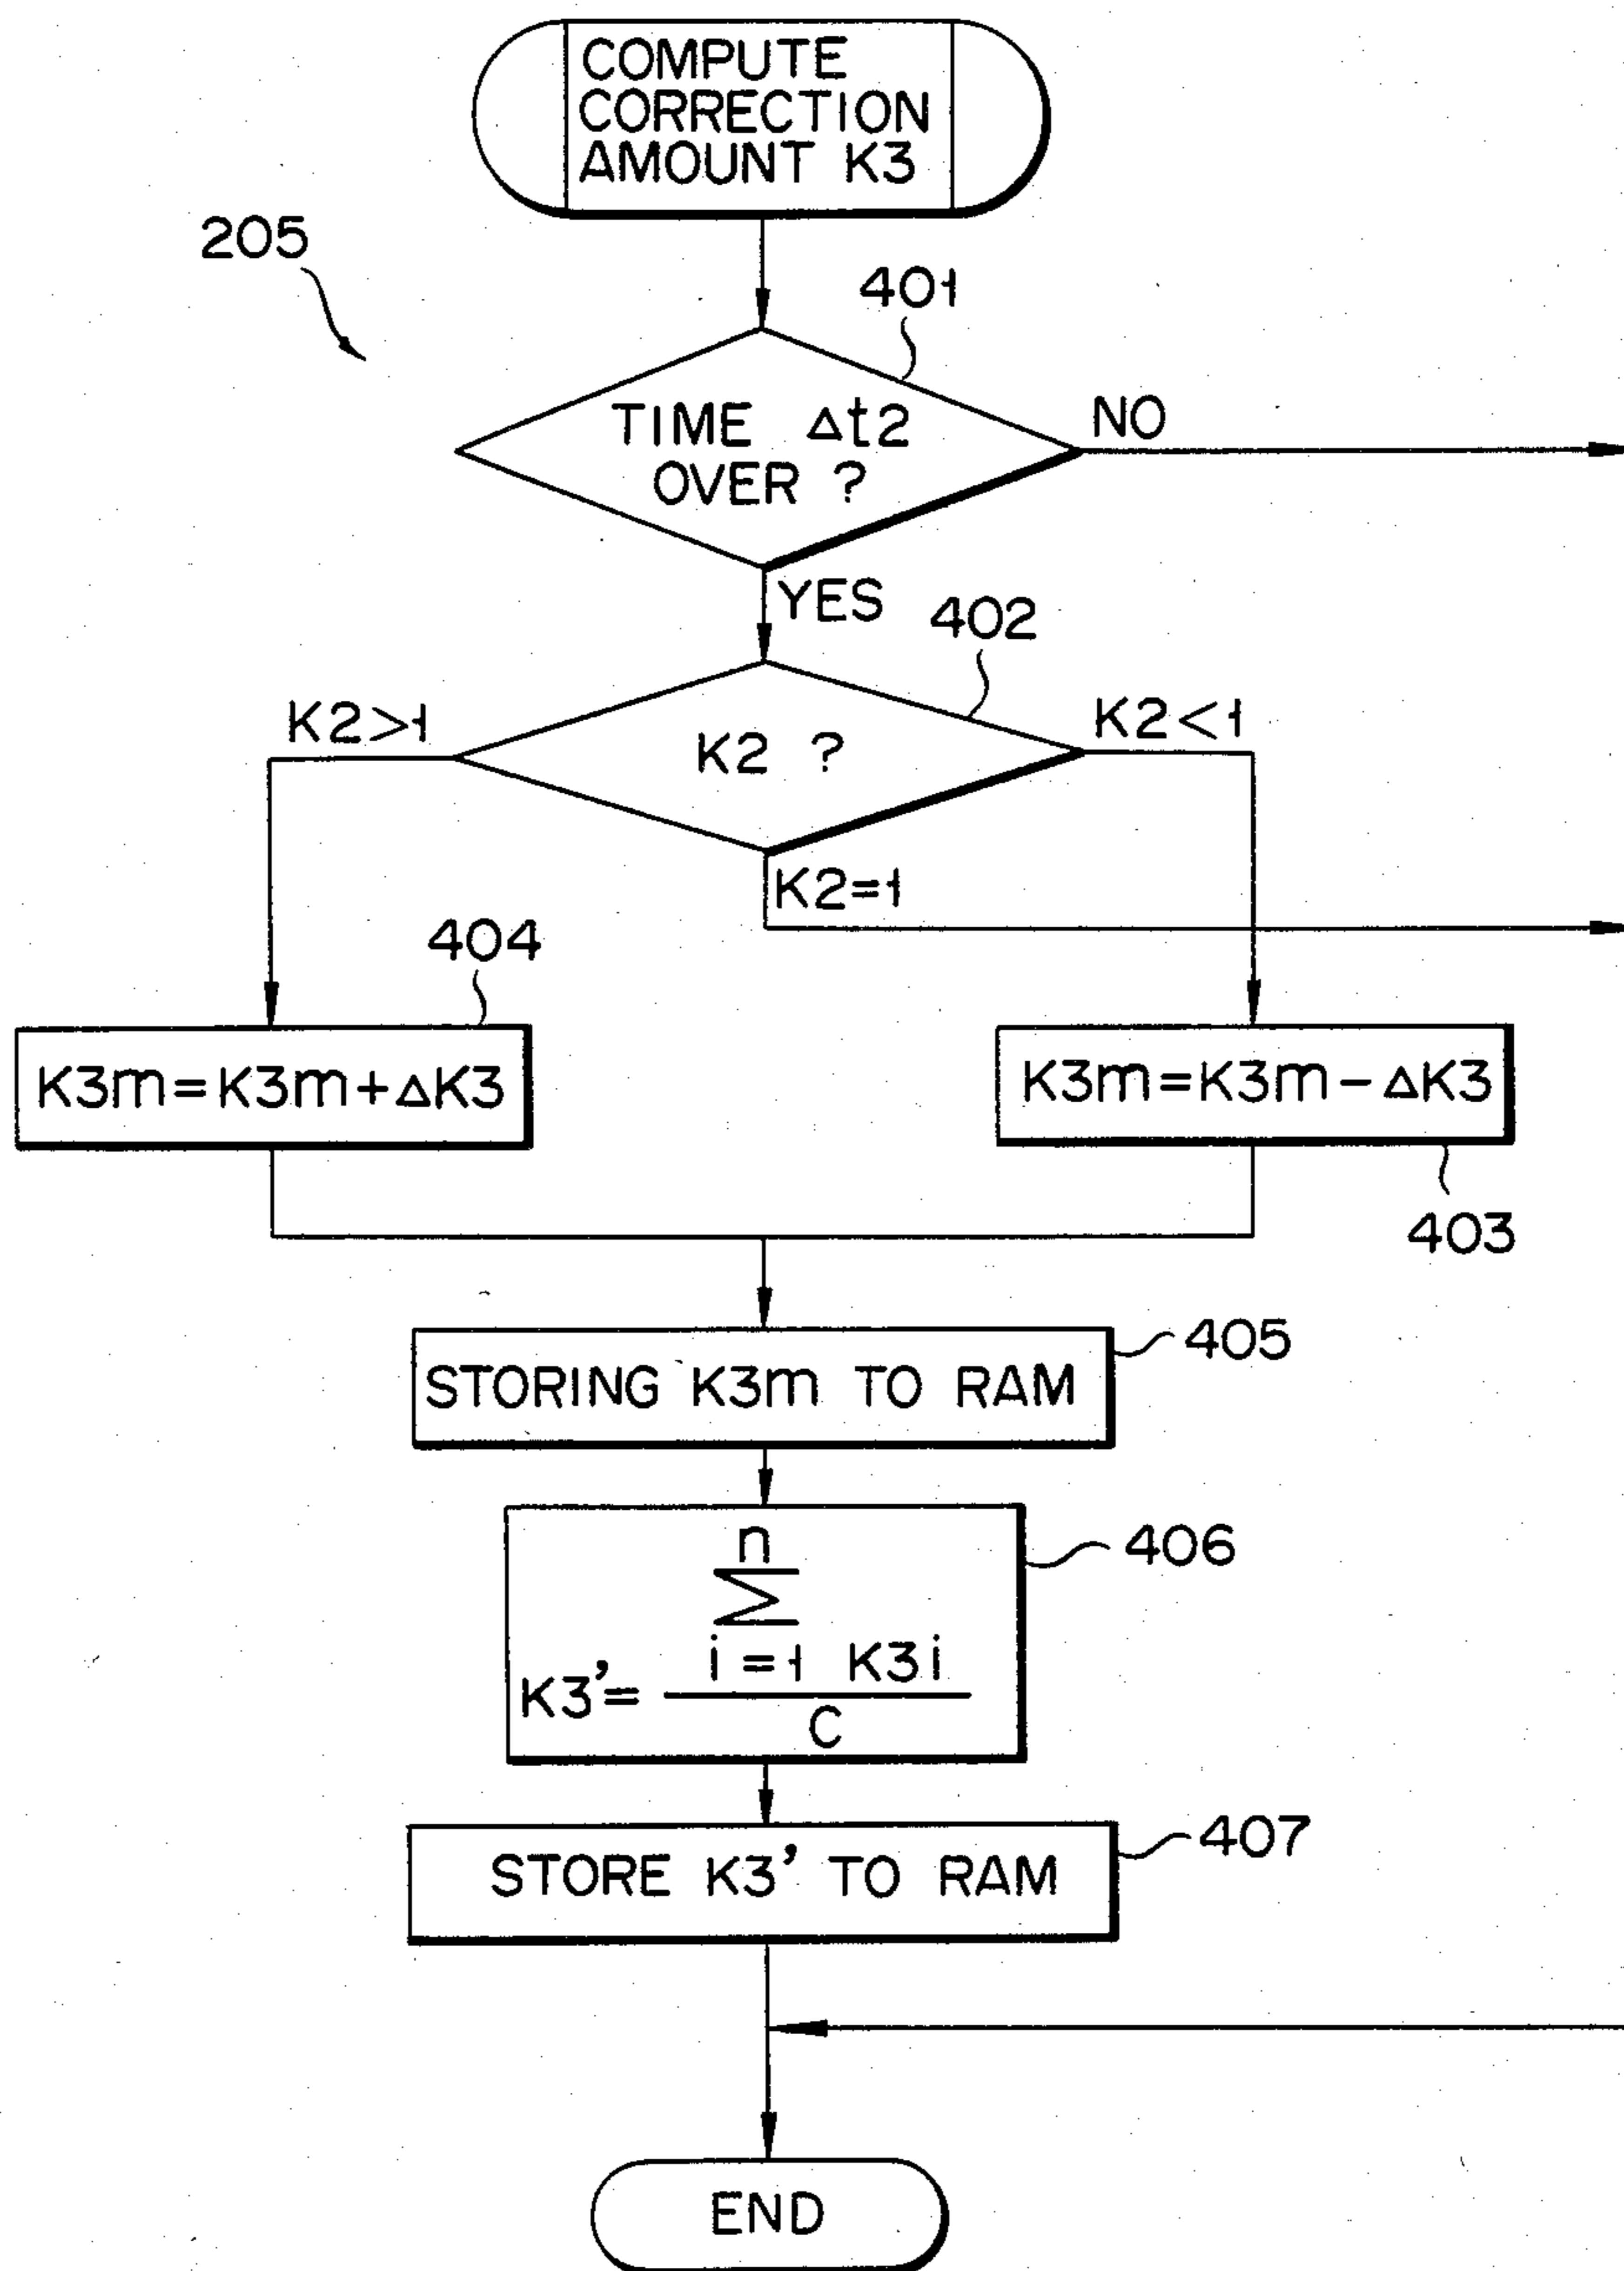 COMPUTE
CORRECTION
AMOUNT K3
205
401
TIME Δt2
OVER ?
NO
YES
402
K2>1
K2 ?
K2<1
K2=1
404
K3m=K3m+ΔK3
K3m=K3m-ΔK3
403
STORING K3m TO RAM
405
n
Σ
i=1 K3i
K3'=
C
406
STORE K3' TO RAM
407
END